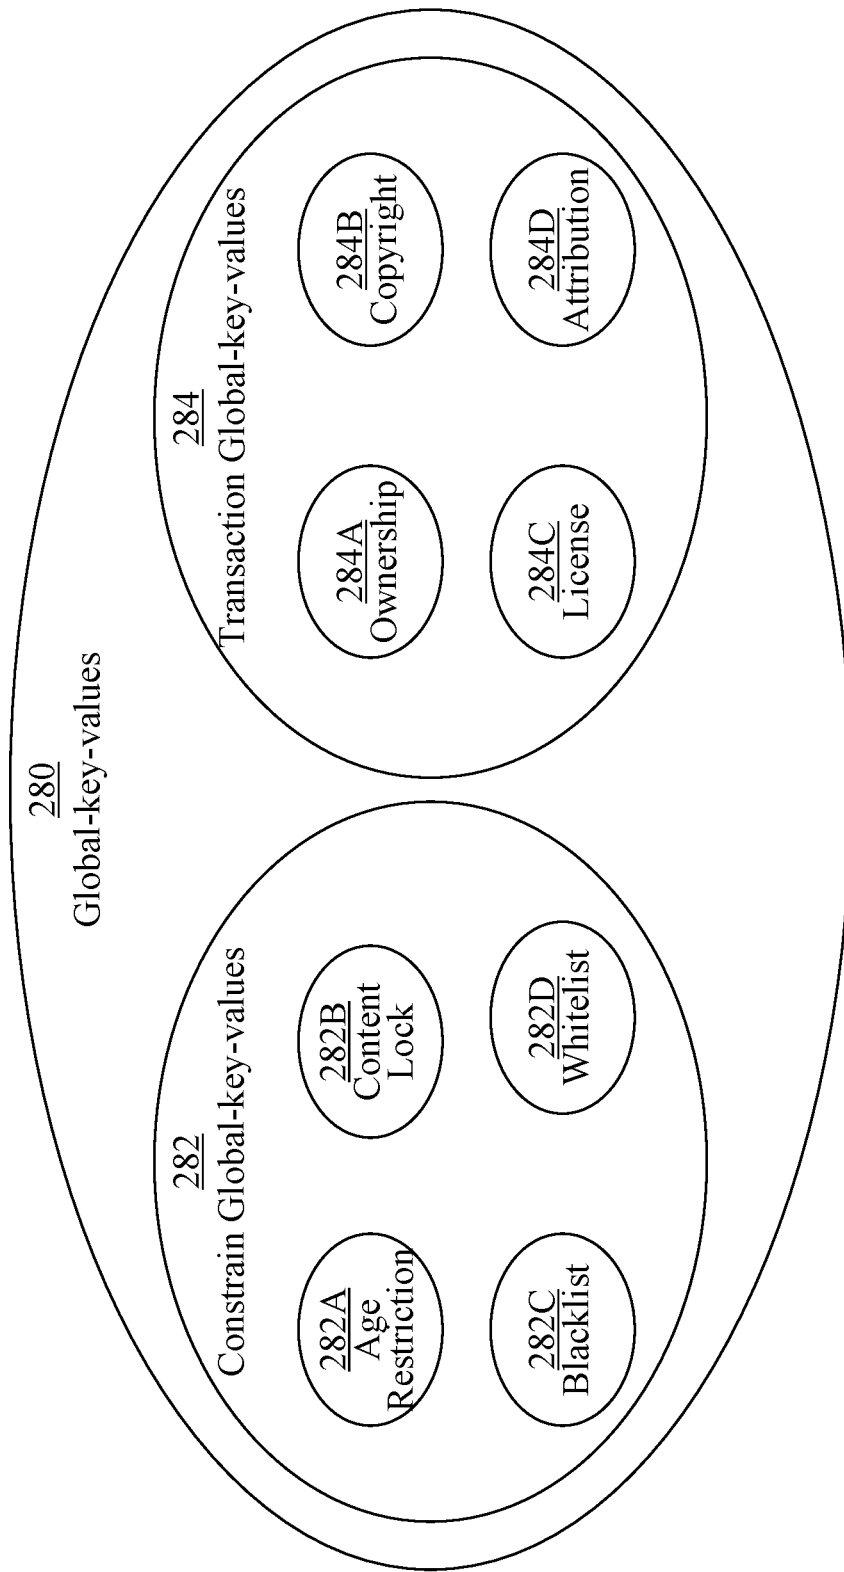 280
Global-key-values
282
Constrain Global-key-values
282A
Age
Restriction
282B
Content
Lock
282C
Blacklist
282D
Whitelist
284
Transaction Global-key-values
284A
Ownership
284B
Copyright
284C
License
284D
Attribution